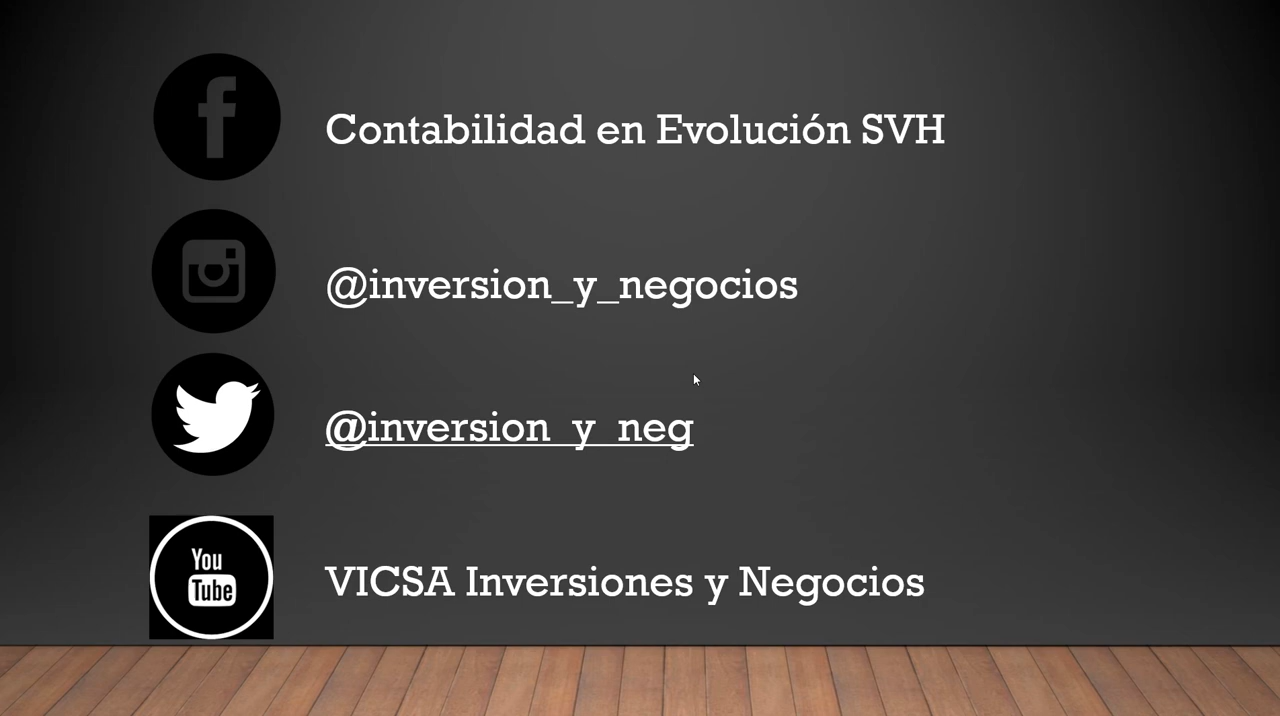 Contabilidad en Evolución SVH
@inversion_y_negocios
@inversion_y_neg
You
Tube
VICSA Inversiones y Negocios